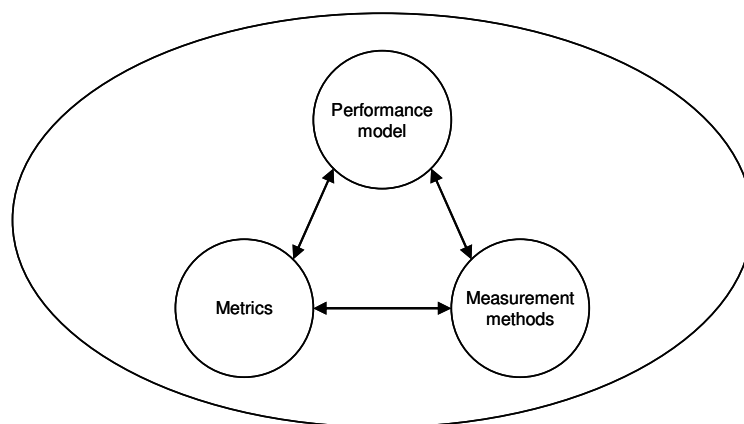 Performance
model
Metrics
Measurement
methods